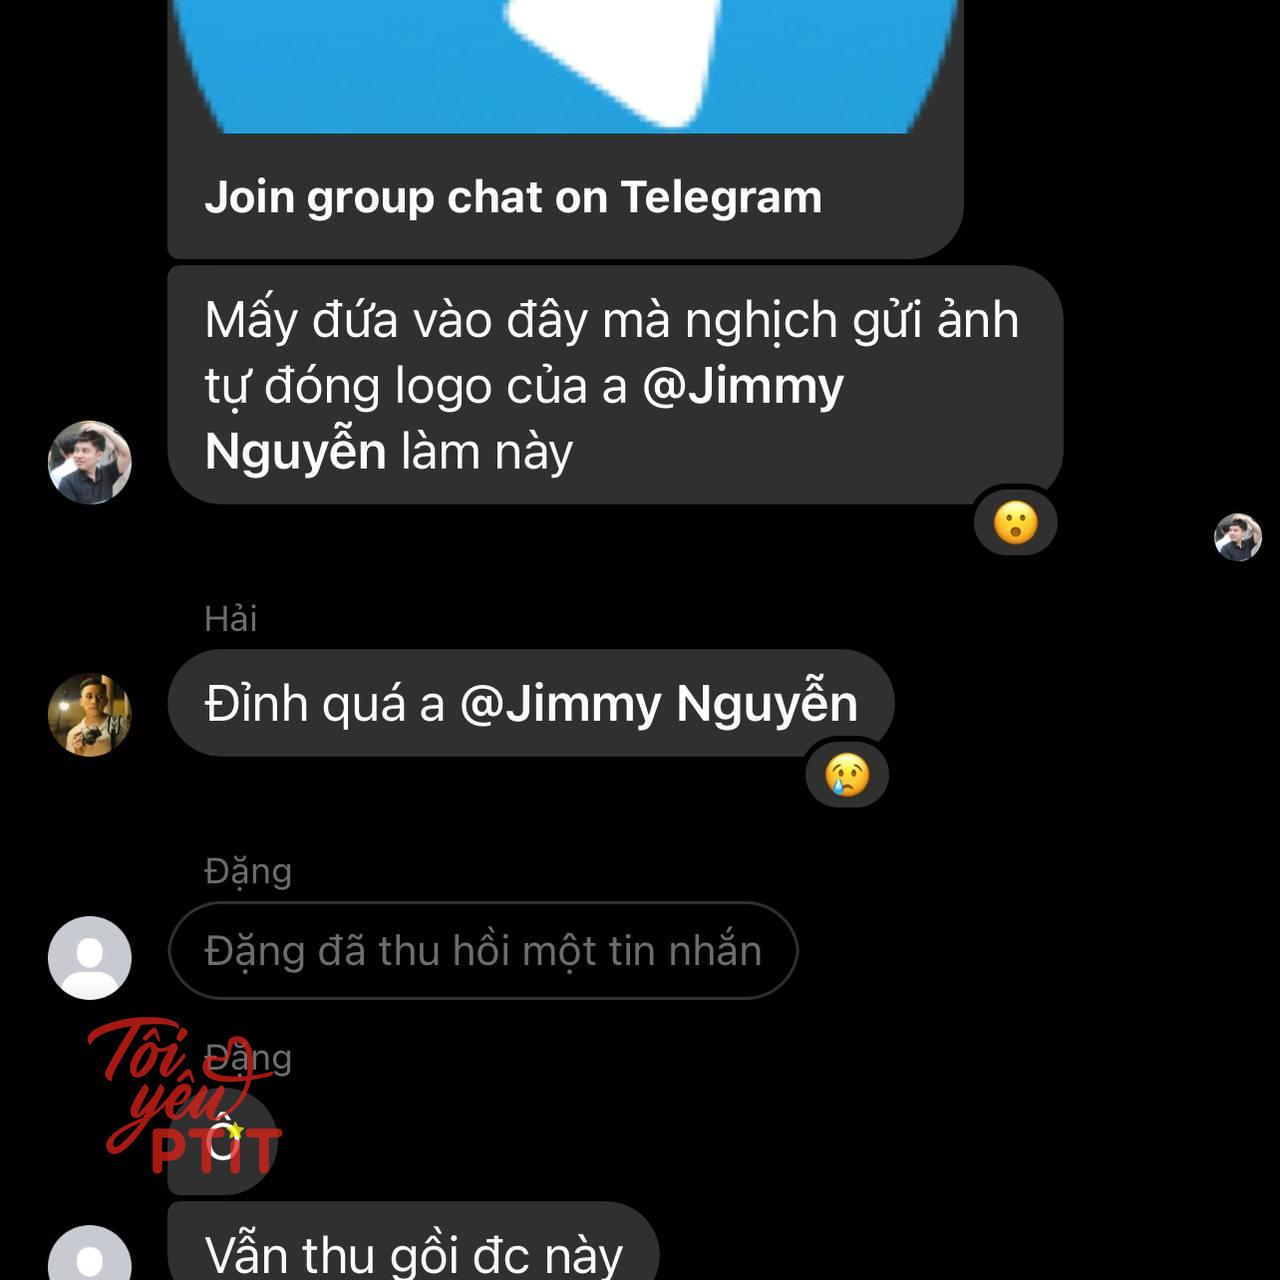 Join group chat on Telegram
Mấy đứa vào đây mà nghịch gửi ảnh
tự đóng logo của a @Jimmy
Nguyễn làm này
Hải
Đỉnh quá a @Jimmy Nguyễn
Đặng
Đặng đã thu hồi một tin nhắn
Đặng
Ô
Tôi
yêu
PTIT
Vẫn thu gồi đc này